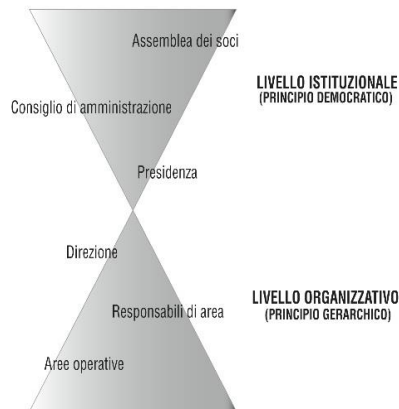 Assemblea dei soci
LIVELLO ISTITUZIONALE
(PRINCIPIO DEMOCRATICO)
Consiglio di amministrazione
Presidenza
Direzione
LIVELLO ORGANIZZATIVO
(PRINCIPIO GERARCHICO)
Responsabili di area
Aree operative